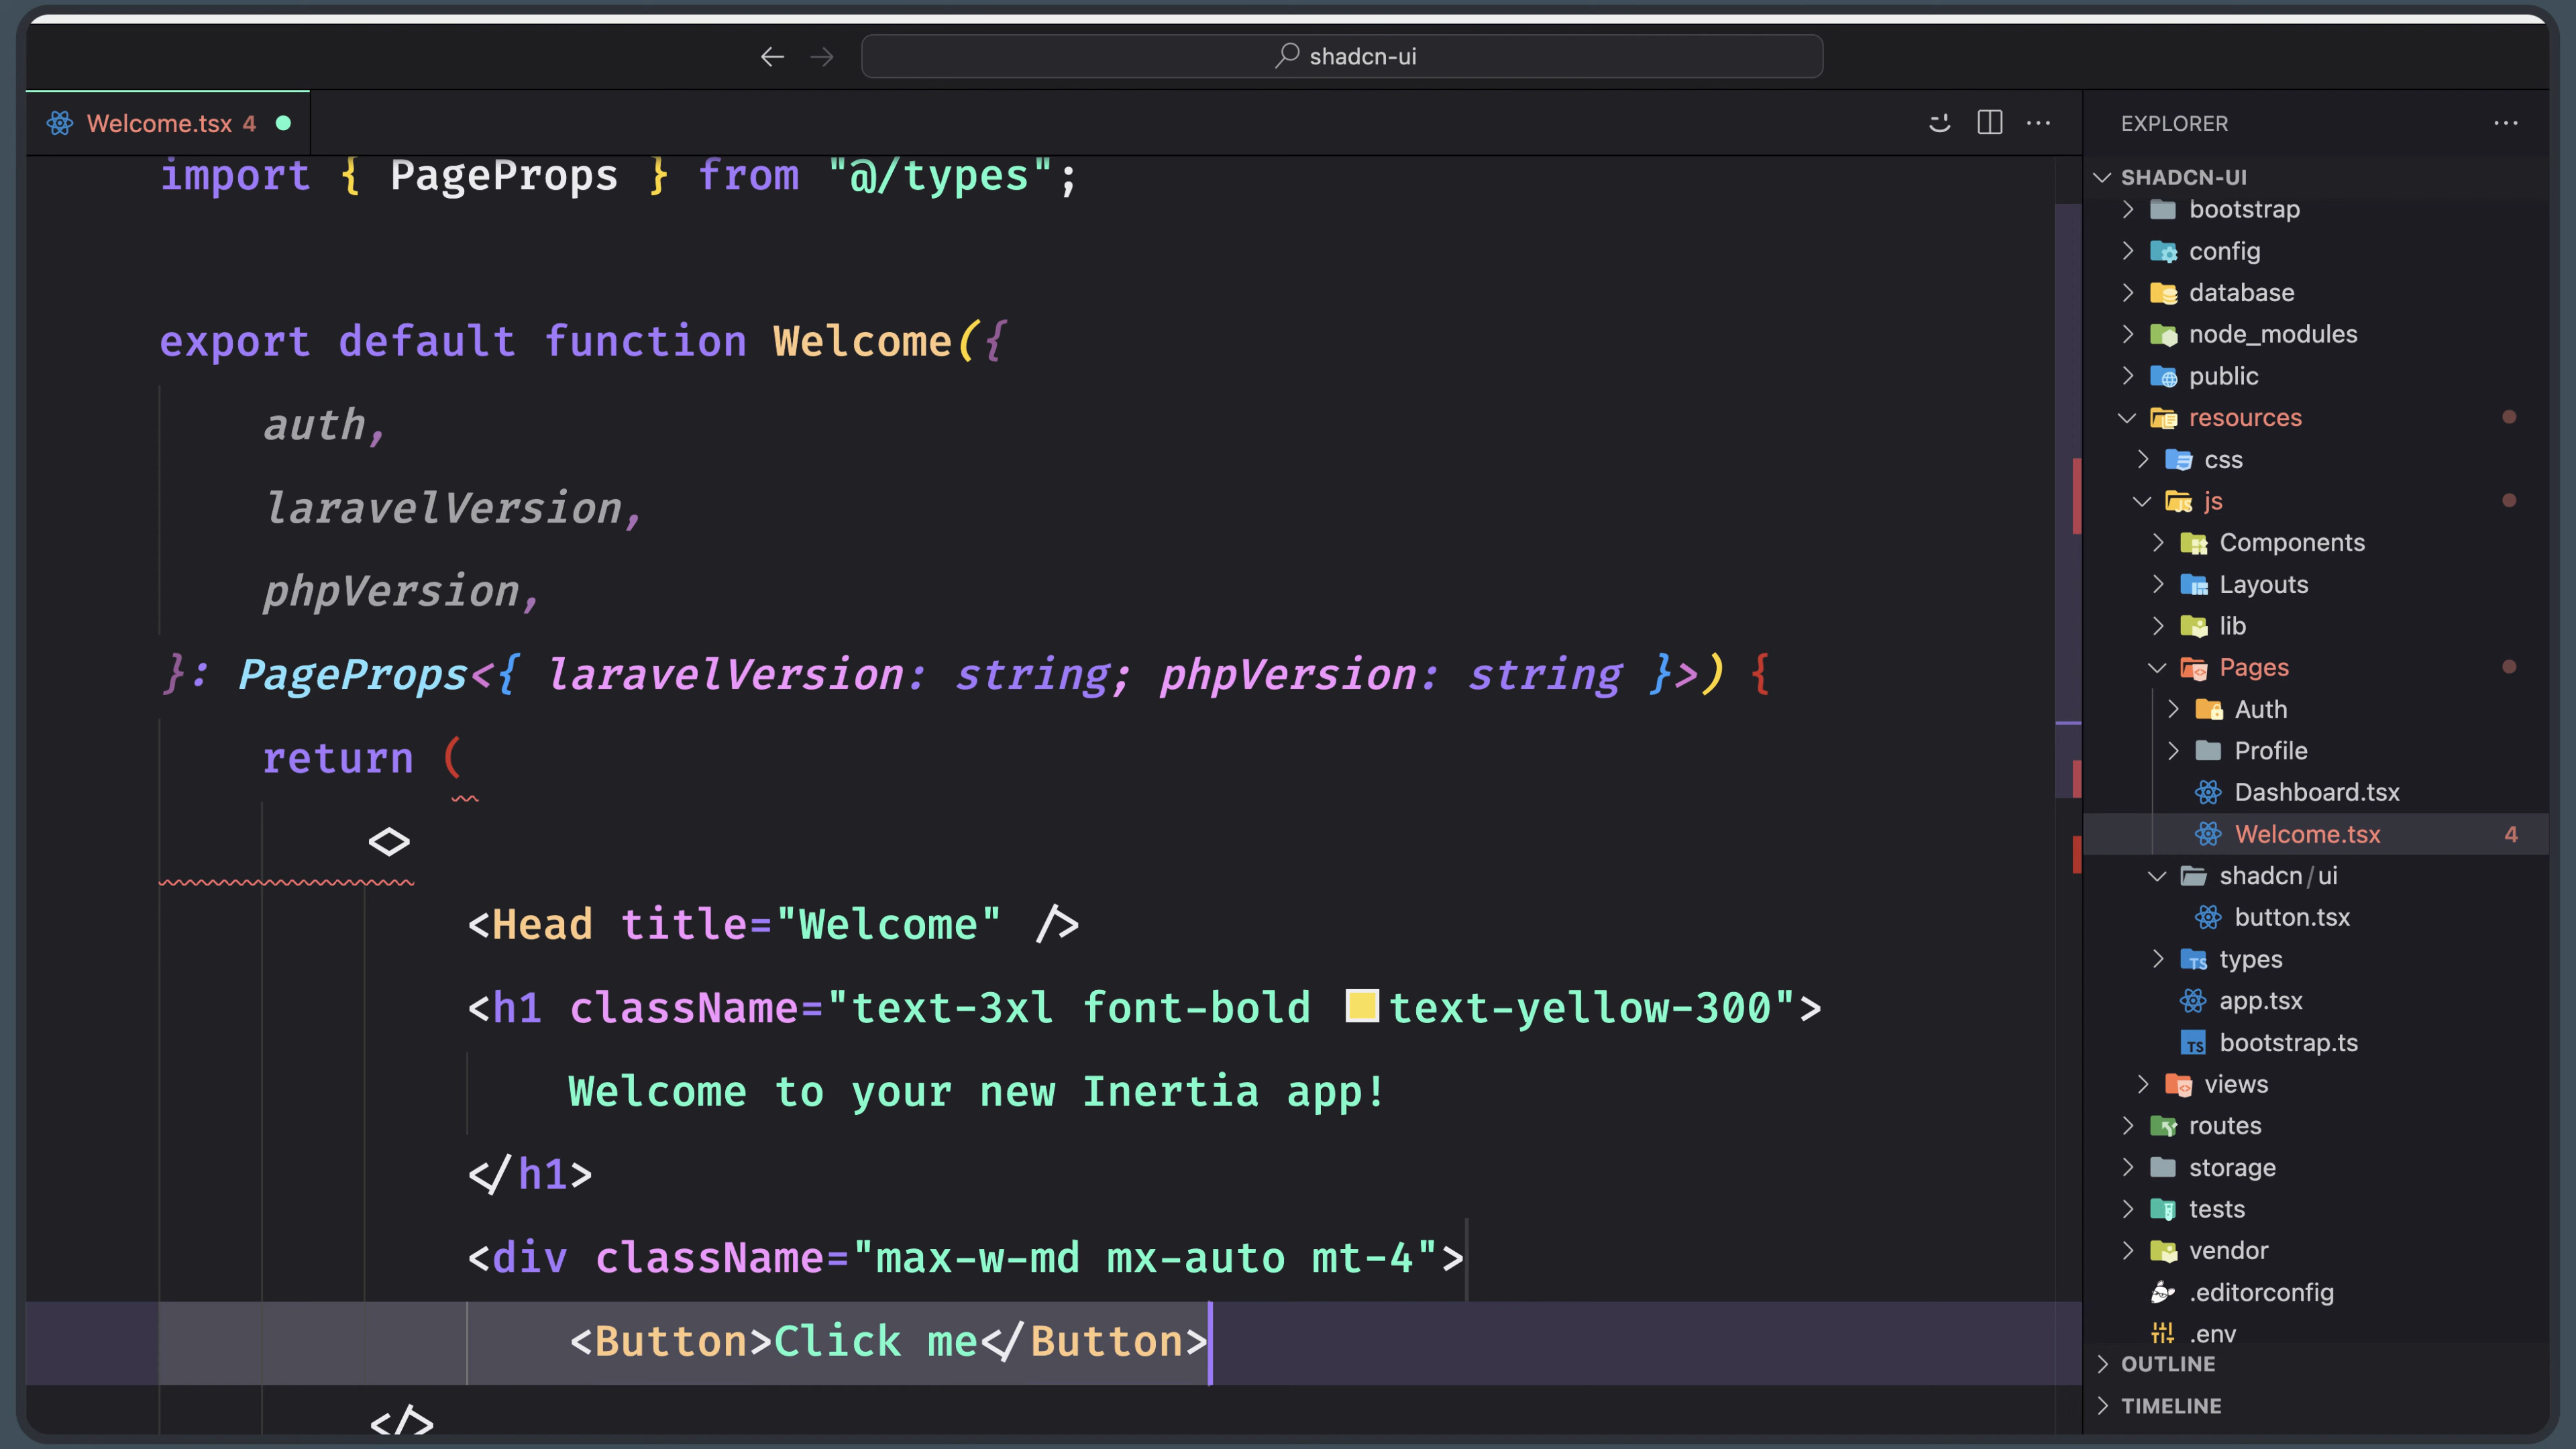 shadcn-ui
Welcome.tsx 4
import { PageProps } from "@/types";
export default function Welcome({
auth,
laravelVersion,
phpVersion,
}: PageProps<{ laravelVersion: string; phpVersion: string }>) {
return (
<>
<Head title="Welcome" />
<h1 className="text-3xl font-bold text-yellow-300">
Welcome to your new Inertia app!
</h1>
<div className="max-w-md mx-auto mt-4">
<Button>Click me</Button>
</>
EXPLORER
SHADCN-UI
bootstrap
config
database
node_modules
public
resources
css
js
Components
Layouts
lib
Pages
Auth
Profile
Dashboard.tsx
Welcome.tsx 4
shadcn/ui
button.tsx
types
app.tsx
TS bootstrap.ts
views
routes
storage
tests
vendor
.editorconfig
.env
OUTLINE
TIMELINE